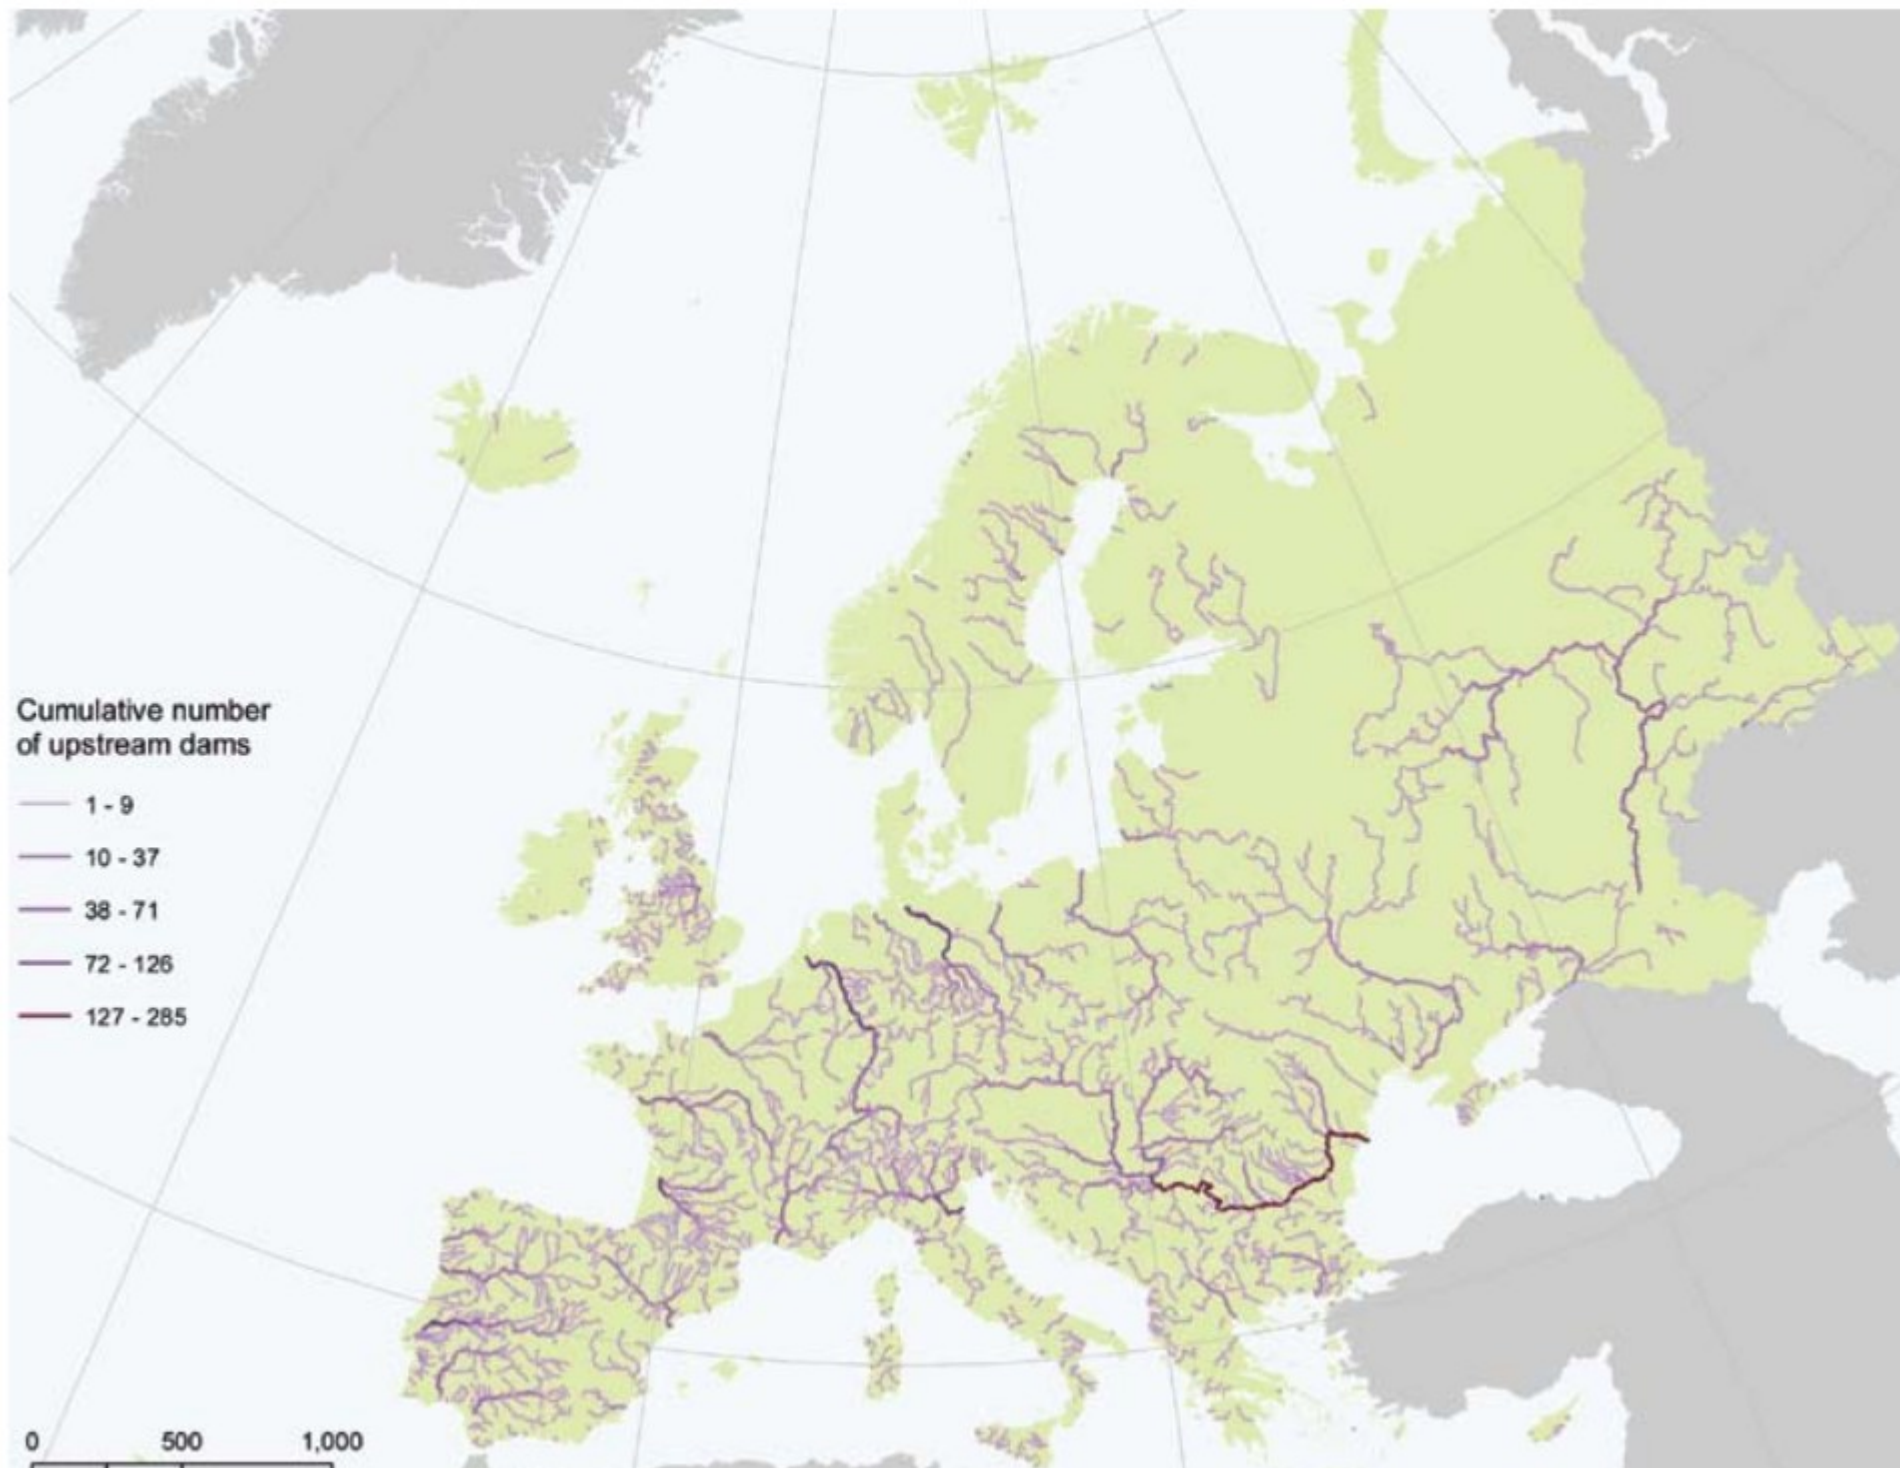 Cumulative number
of upstream dams
1 - 9
10 - 37
38 - 71
72 - 126
127 - 285
0 500 1,000